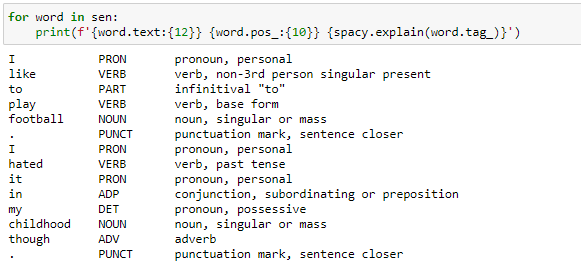 for word in sen:
    print(f'{word.text:{12}} {word.pos_:{10}} {spacy.explain(word.tag_)}')
I            PRON       pronoun, personal
like         VERB       verb, non-3rd person singular present
to           PART       infinitival "to"
play         VERB       verb, base form
football     NOUN       noun, singular or mass
.            PUNCT      punctuation mark, sentence closer
I            PRON       pronoun, personal
hated        VERB       verb, past tense
it           PRON       pronoun, personal
in           ADP        conjunction, subordinating or preposition
my           DET        pronoun, possessive
childhood    NOUN       noun, singular or mass
though       ADV        adverb
.            PUNCT      punctuation mark, sentence closer